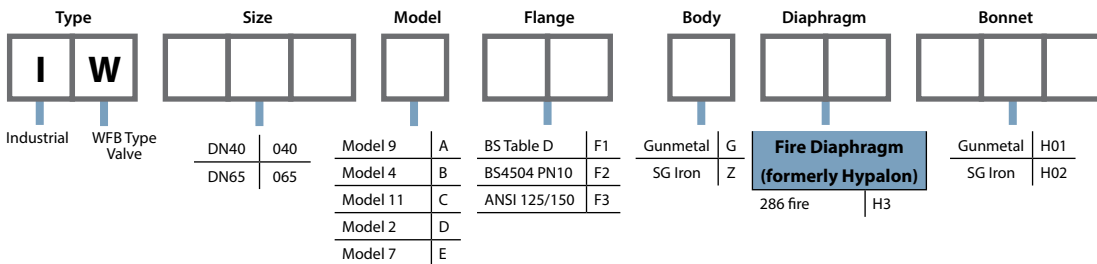 Type Size Model Flange Body Diaphragm Bonnet
I W
Industrial WFB Type
Valve
DN40 040
DN65 065
Model 9 A
Model 4 B
Model 11 C
Model 2 D
Model 7 E
BS Table D F1
BS4504 PN10 F2
ANSI 125/150 F3
Gunmetal G
SG Iron Z
Fire Diaphragm
(formerly Hypalon)
286 fire H3
Gunmetal H01
SG Iron H02